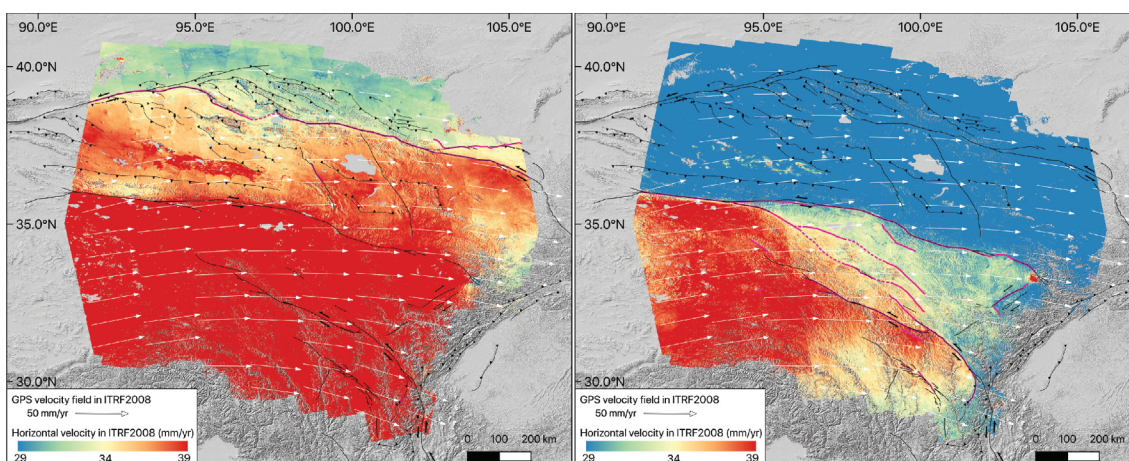 90.0°E 95.0°E 100.0°E 105.0°E
40.0°N
35.0°N
30.0°N
GPS velocity field in ITRF2008
50 mm/yr
Horizontal velocity in ITRF2008 (mm/yr)
29 34 39
0 100 200 km
90.0°E 95.0°E 100.0°E 105.0°E
40.0°N
35.0°N
30.0°N
GPS velocity field in ITRF2008
50 mm/yr
Horizontal velocity in ITRF2008 (mm/yr)
29 34 39
0 100 200 km